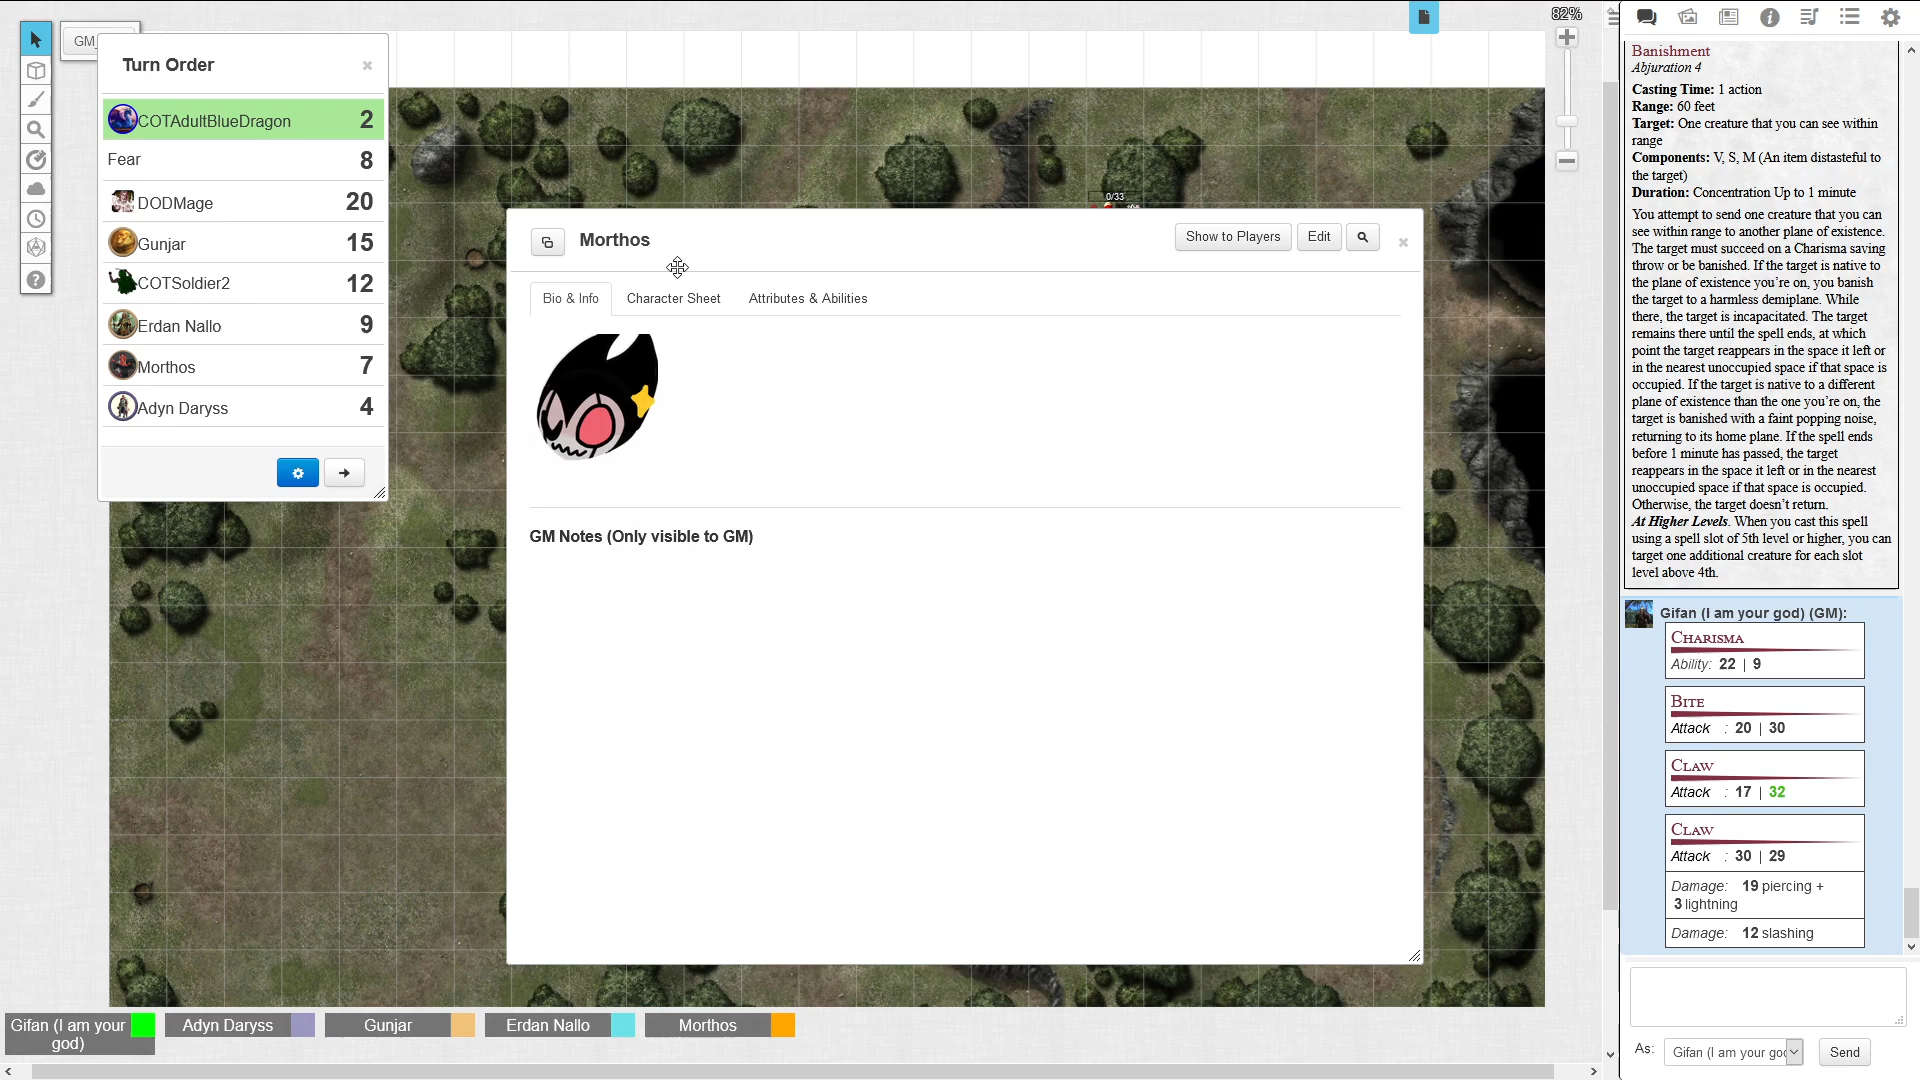 GM
82%
Turn Order
COTAdultBlueDragon 2
Fear 8
DODMage 20
Gunjar 15
COTSoldier2 12
Erdan Nallo 9
Morthos 7
Adyn Daryss 4
0/33
Morthos
Show to Players
Edit
Bio & Info
Character Sheet
Attributes & Abilities
GM Notes (Only visible to GM)
Banishment
Abjuration 4
Casting Time: 1 action
Range: 60 feet
Target: One creature that you can see within
range
Components: V, S, M (An item distasteful to
the target)
Duration: Concentration Up to 1 minute
You attempt to send one creature that you can
see within range to another plane of existence.
The target must succeed on a Charisma saving
throw or be banished. If the target is native to
the plane of existence you’re on, you banish
the target to a harmless demiplane. While
there, the target is incapacitated. The target
remains there until the spell ends, at which
point the target reappears in the space it left or
in the nearest unoccupied space if that space is
occupied. If the target is native to a different
plane of existence than the one you’re on, the
target is banished with a faint popping noise,
returning to its home plane. If the spell ends
before 1 minute has passed, the target
reappears in the space it left or in the nearest
unoccupied space if that space is occupied.
Otherwise, the target doesn’t return.
At Higher Levels. When you cast this spell
using a spell slot of 5th level or higher, you can
target one additional creature for each slot
level above 4th.
Gifan (I am your god) (GM):
CHARISMA
Ability: 22 | 9
BITE
Attack : 20 | 30
CLAW
Attack : 17 | 32
CLAW
Attack : 30 | 29
Damage: 19 piercing +
3 lightning
Damage: 12 slashing
As:
Gifan (I am your god
Send
Gifan (I am your
god)
Adyn Daryss
Gunjar
Erdan Nallo
Morthos